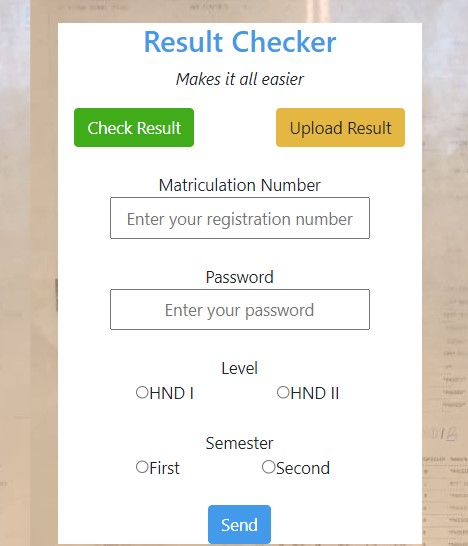 Result Checker
Makes it all easier
Check Result
Upload Result
Matriculation Number
Enter your registration number
Password
Enter your password
Level
HND I
HND II
Semester
First
Second
Send